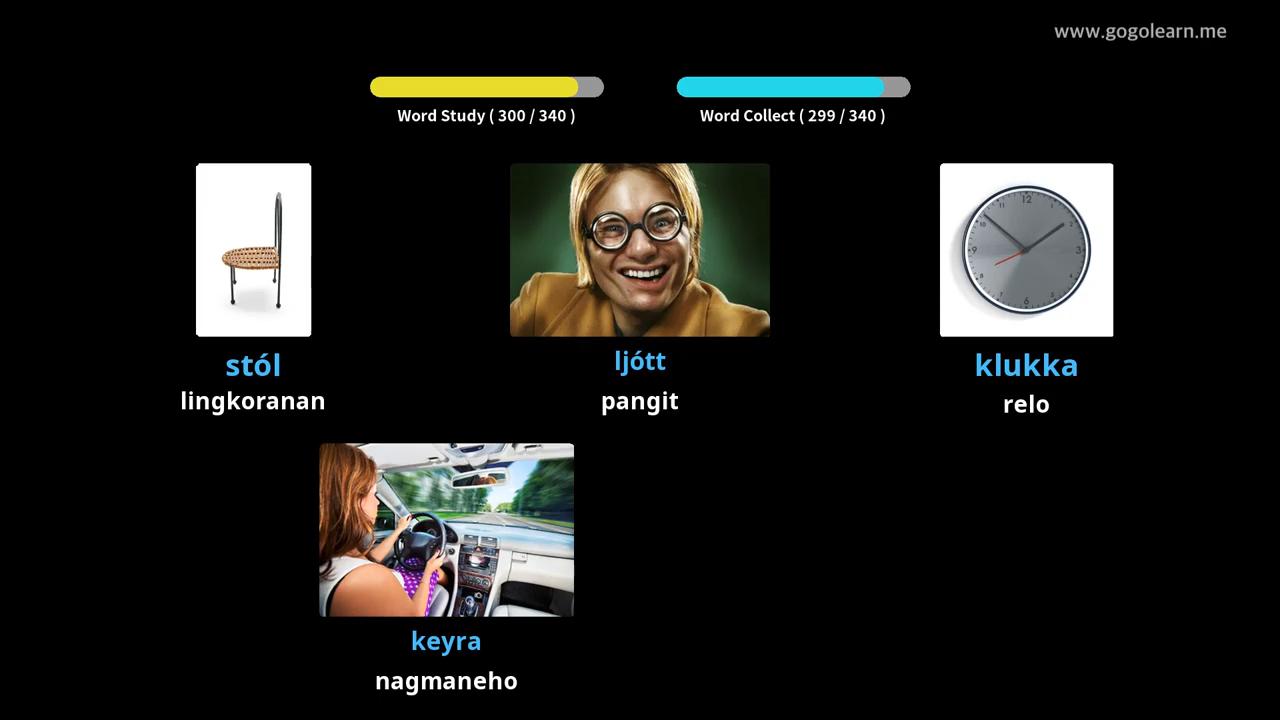 www.gogolearn.me
Word Study ( 300 / 340 )
Word Collect ( 299 / 340 )
stól
lingkoranan
ljótt
pangit
klukka
relo
keyra
nagmaneho